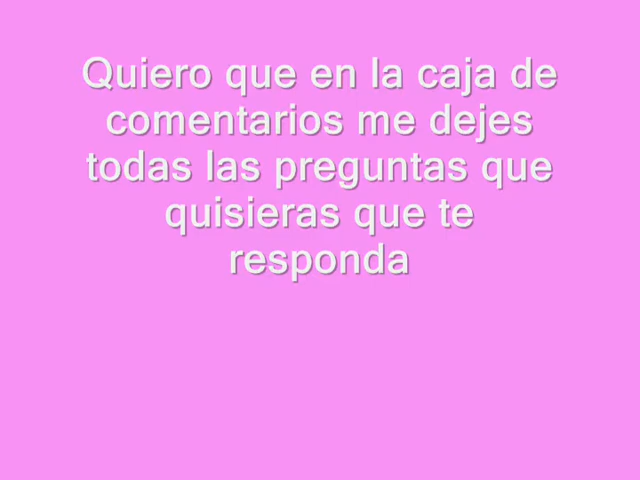 Quiero que en la caja de
comentarios me dejes
todas las preguntas que
quisieras que te
responda